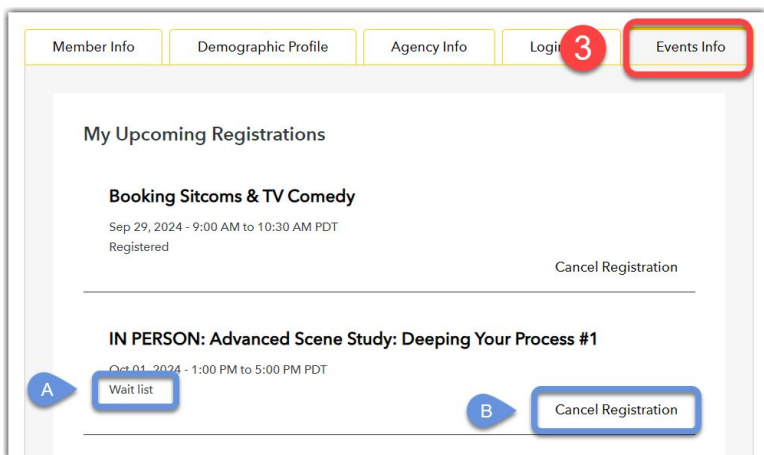 Member Info
Demographic Profile
Agency Info
Login
3
Events Info
My Upcoming Registrations
Booking Sitcoms & TV Comedy
Sep 29, 2024 - 9:00 AM to 10:30 AM PDT
Registered
Cancel Registration
IN PERSON: Advanced Scene Study: Deeping Your Process #1
Oct 01, 2024 - 1:00 PM to 5:00 PM PDT
A
Wait list
B
Cancel Registration